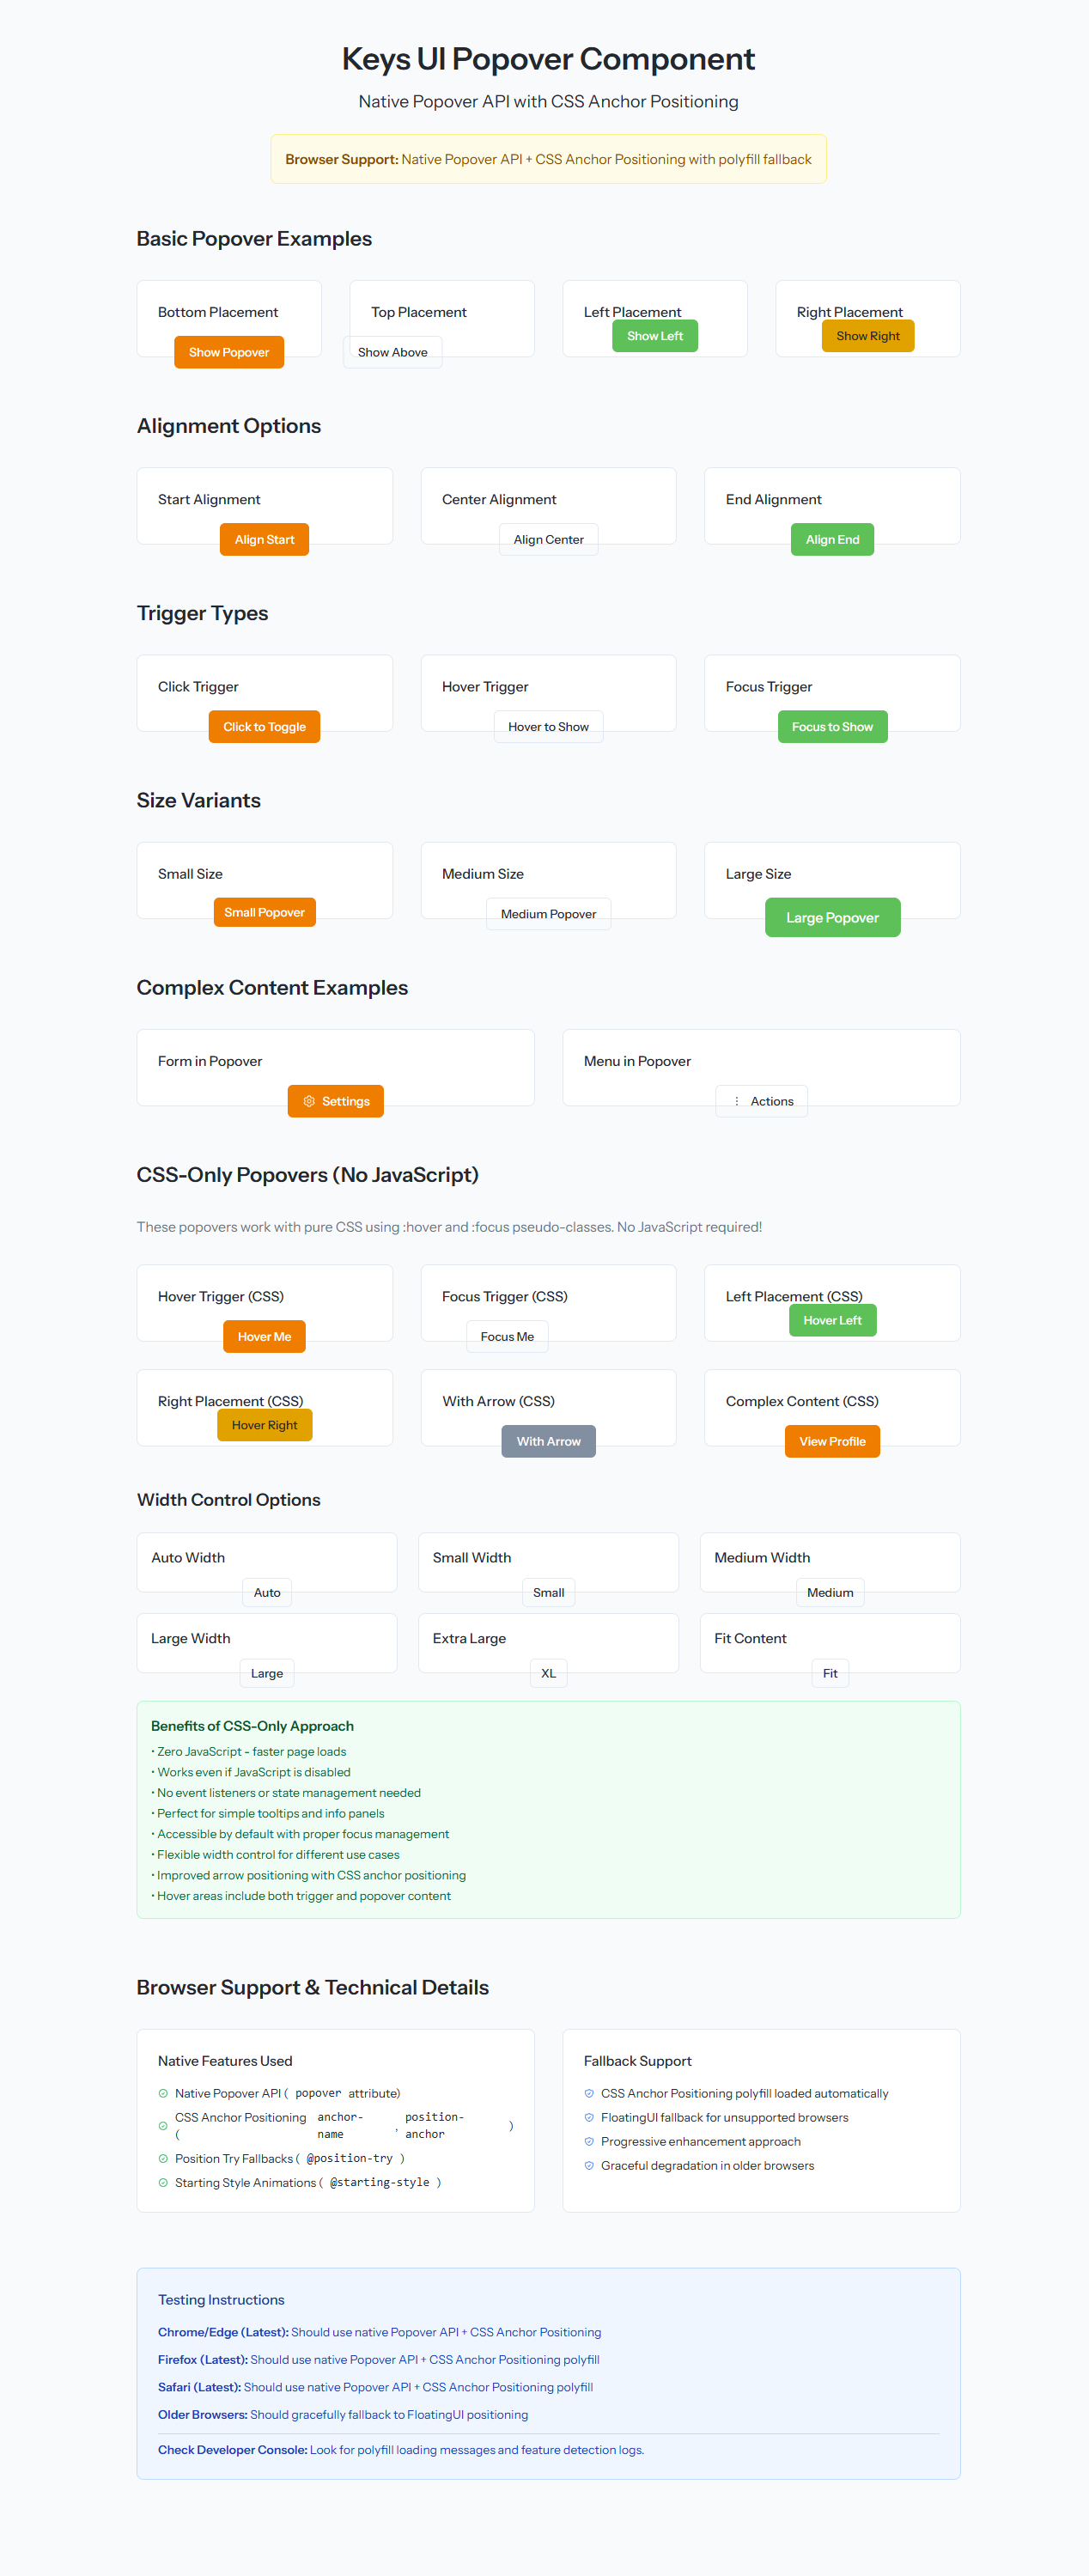 Keys UI Popover Component
Native Popover API with CSS Anchor Positioning
Browser Support: Native Popover API + CSS Anchor Positioning with polyfill fallback
Basic Popover Examples
Bottom Placement
Show Popover
Top Placement
Show Above
Left Placement
Show Left
Right Placement
Show Right
Alignment Options
Start Alignment
Align Start
Center Alignment
Align Center
End Alignment
Align End
Trigger Types
Click Trigger
Click to Toggle
Hover Trigger
Hover to Show
Focus Trigger
Focus to Show
Size Variants
Small Size
Small Popover
Medium Size
Medium Popover
Large Size
Large Popover
Complex Content Examples
Form in Popover
Settings
Menu in Popover
Actions
CSS-Only Popovers (No JavaScript)
These popovers work with pure CSS using :hover and :focus pseudo-classes. No JavaScript required!
Hover Trigger (CSS)
Hover Me
Focus Trigger (CSS)
Focus Me
Left Placement (CSS)
Hover Left
Right Placement (CSS)
Hover Right
With Arrow (CSS)
With Arrow
Complex Content (CSS)
View Profile
Width Control Options
Auto Width
Auto
Small Width
Small
Medium Width
Medium
Large Width
Large
Extra Large
XL
Fit Content
Fit
Benefits of CSS-Only Approach
• Zero JavaScript - faster page loads
• Works even if JavaScript is disabled
• No event listeners or state management needed
• Perfect for simple tooltips and info panels
• Accessible by default with proper focus management
• Flexible width control for different use cases
• Improved arrow positioning with CSS anchor positioning
• Hover areas include both trigger and popover content
Browser Support & Technical Details
Native Features Used
Native Popover API ( popover attribute)
CSS Anchor Positioning ( anchor-name , position-anchor )
Position Try Fallbacks ( @position-try )
Starting Style Animations ( @starting-style )
Fallback Support
CSS Anchor Positioning polyfill loaded automatically
FloatingUI fallback for unsupported browsers
Progressive enhancement approach
Graceful degradation in older browsers
Testing Instructions
Chrome/Edge (Latest): Should use native Popover API + CSS Anchor Positioning
Firefox (Latest): Should use native Popover API + CSS Anchor Positioning polyfill
Safari (Latest): Should use native Popover API + CSS Anchor Positioning polyfill
Older Browsers: Should gracefully fallback to FloatingUI positioning
Check Developer Console: Look for polyfill loading messages and feature detection logs.